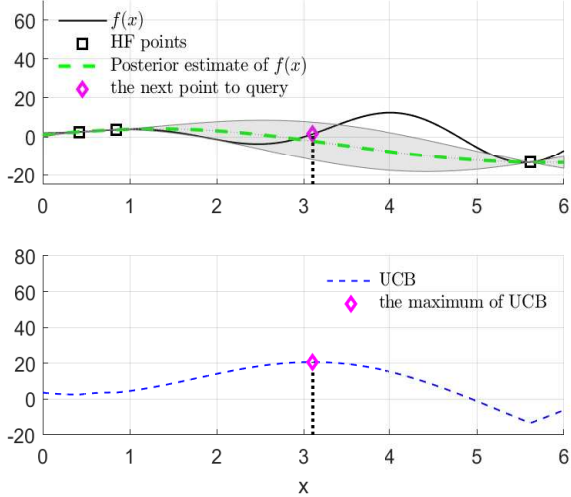 60
40
20
0
-20
f(x)
HF points
Posterior estimate of f(x)
the next point to query
0 1 2 3 4 5 6
80
60
40
20
0
-20
UCB
the maximum of UCB
0 1 2 3 4 5 6
x